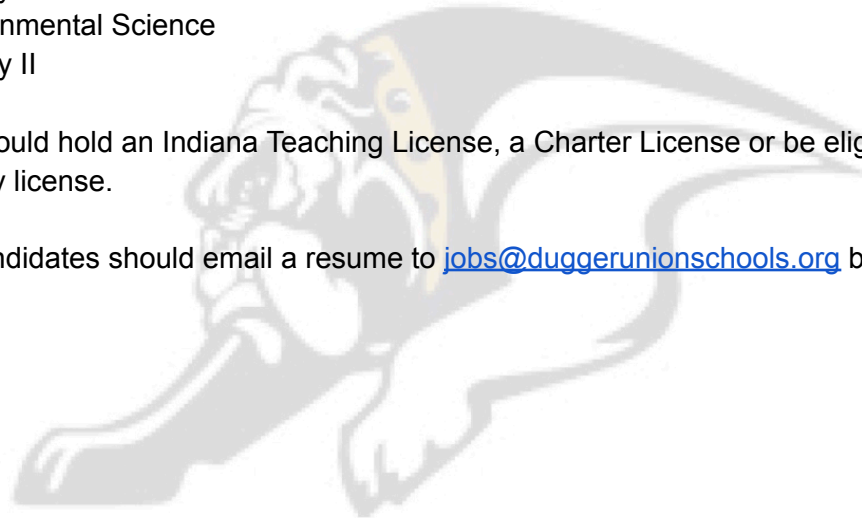 nmental Science
y II
ould hold an Indiana Teaching License, a Charter License or be elig
y license.
ndidates should email a resume to jobs@duggerunionschools.org b